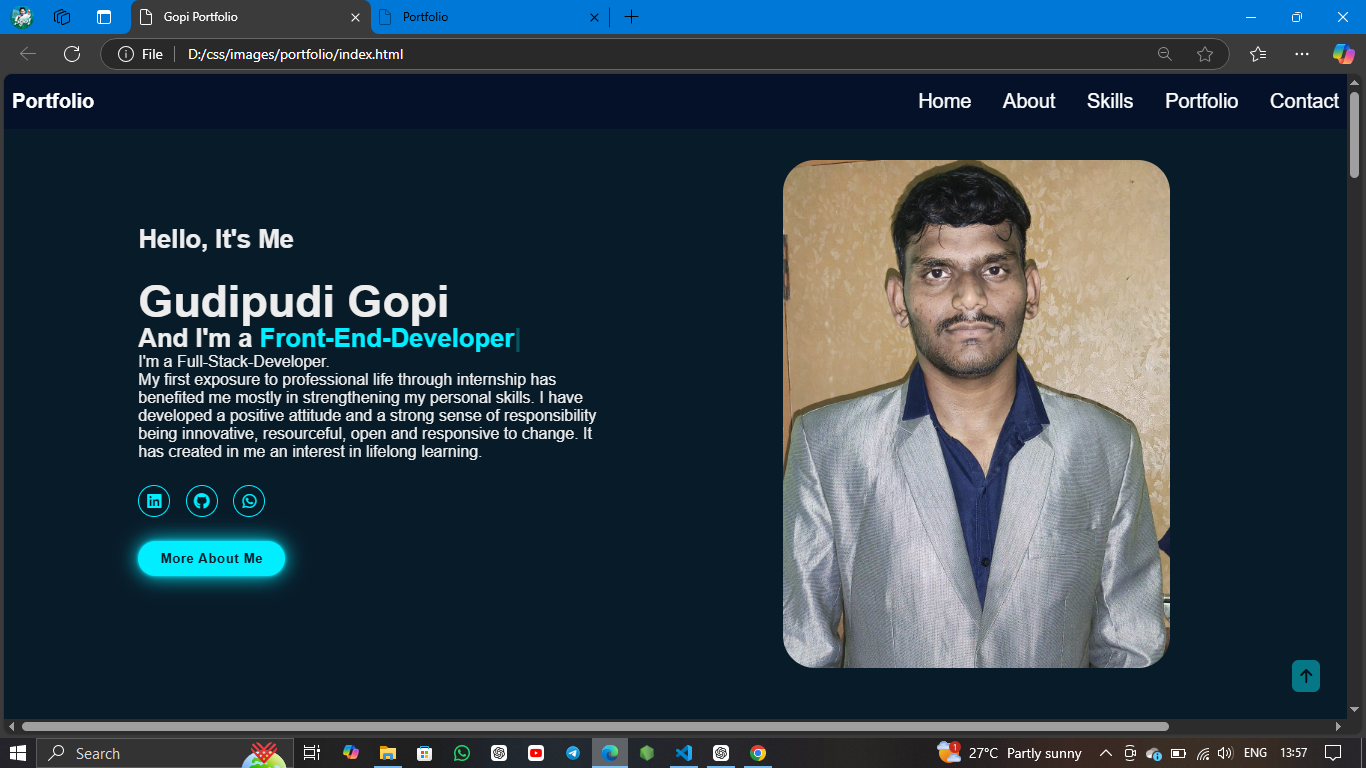 Gopi Portfolio
Portfolio
File
D:/css/images/portfolio/index.html
Portfolio
Home
About
Skills
Portfolio
Contact
Hello, It's Me
Gudipudi Gopi
And I'm a Front-End-Developer|
I'm a Full-Stack-Developer.
My first exposure to professional life through internship has
benefited me mostly in strengthening my personal skills. I have
developed a positive attitude and a strong sense of responsibility
being innovative, resourceful, open and responsive to change. It
has created in me an interest in lifelong learning.
More About Me
Search
1
27°C Partly sunny
ENG
13:57